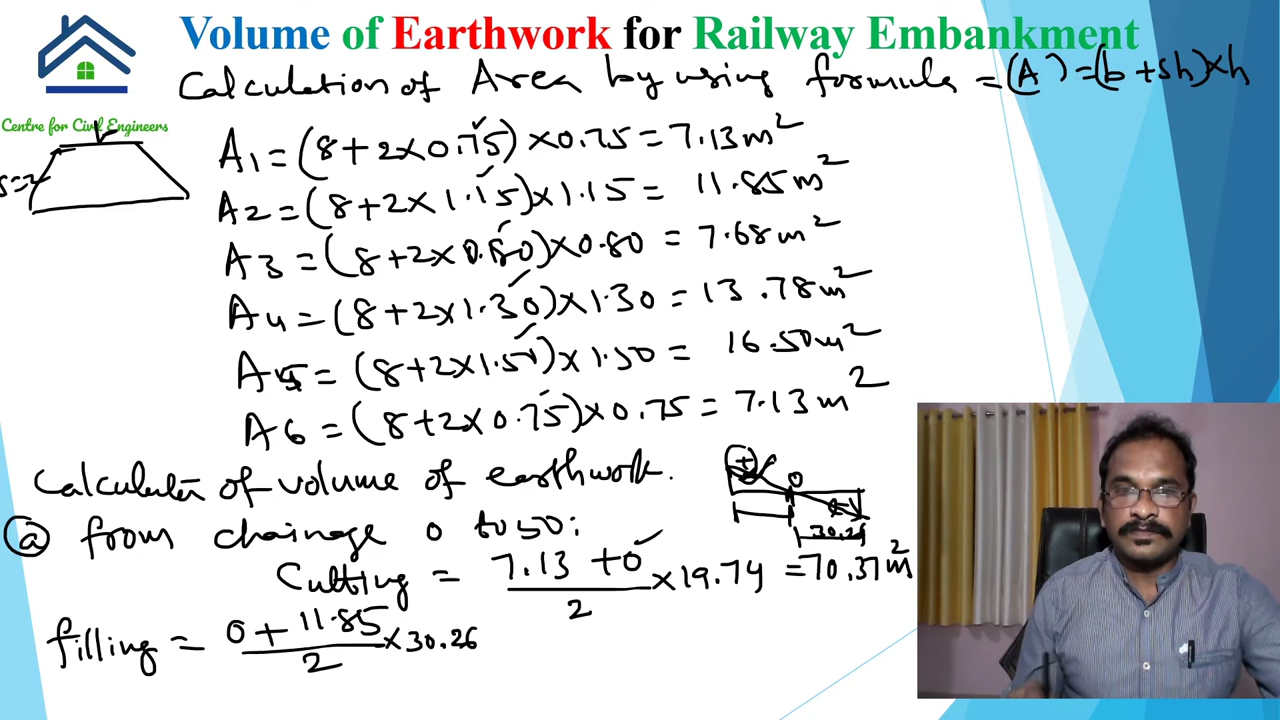 Volume of Earthwork for Railway Embankment
Calculation of Area by using formula = (A) = (b + sh) × h
Centre for Civil Engineers
s=2
A1 = (8 + 2 × 0.75) × 0.75 = 7.13 m²
A2 = (8 + 2 × 1.15) × 1.15 = 11.85 m²
A3 = (8 + 2 × 0.80) × 0.80 = 7.68 m²
A4 = (8 + 2 × 1.30) × 1.30 = 13.78 m²
A5 = (8 + 2 × 1.50) × 1.50 = 16.50 m²
A6 = (8 + 2 × 0.75) × 0.75 = 7.13 m²
Calculation of volume of earthwork.
(+) 0 (-)
30.26
(a) from chainage 0 to 50:
Cutting = 7.13 + 0 / 2 × 19.74 = 70.37 m²
filling = 0 + 11.85 / 2 × 30.26